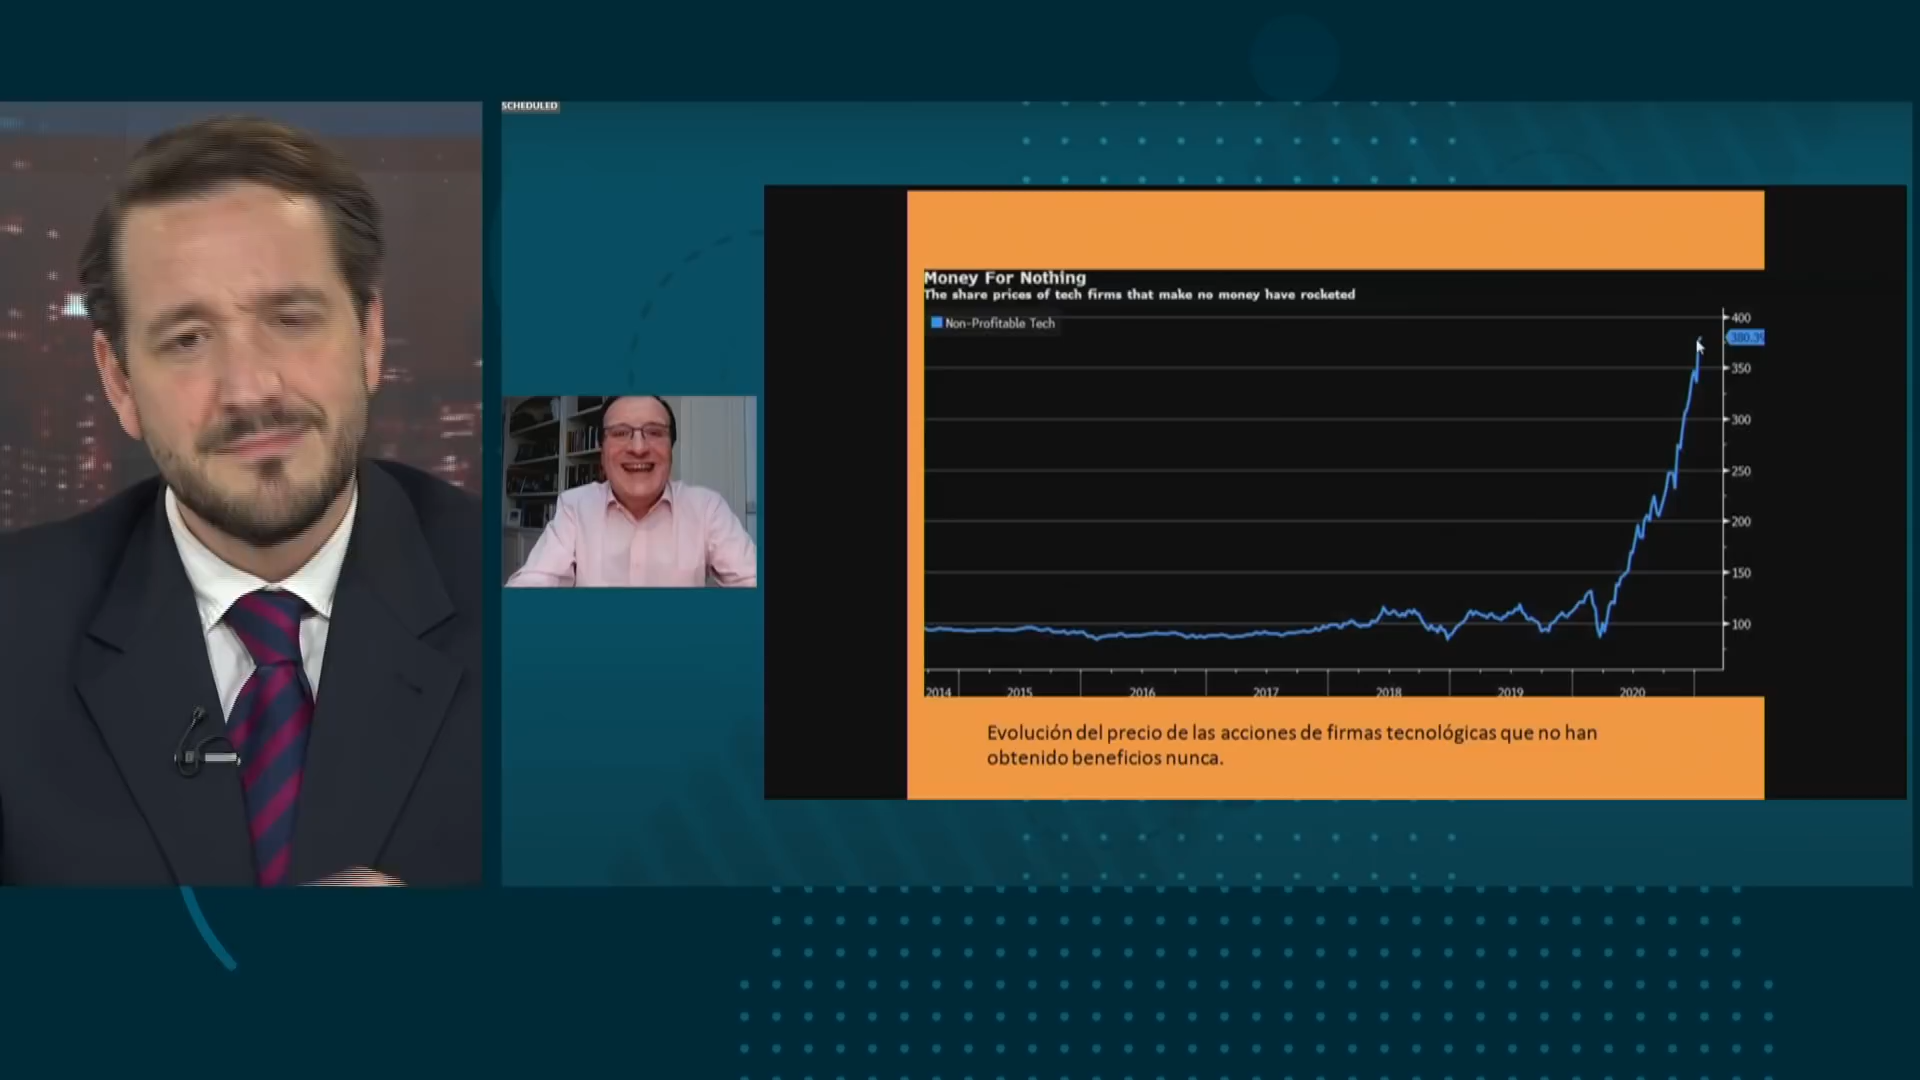 SCHEDULED
Money For Nothing
The share prices of tech firms that make no money have rocketed
Non-Profitable Tech
400
380.39
350
300
250
200
150
100
2014 2015 2016 2017 2018 2019 2020
Evolución del precio de las acciones de firmas tecnológicas que no han
obtenido beneficios nunca.